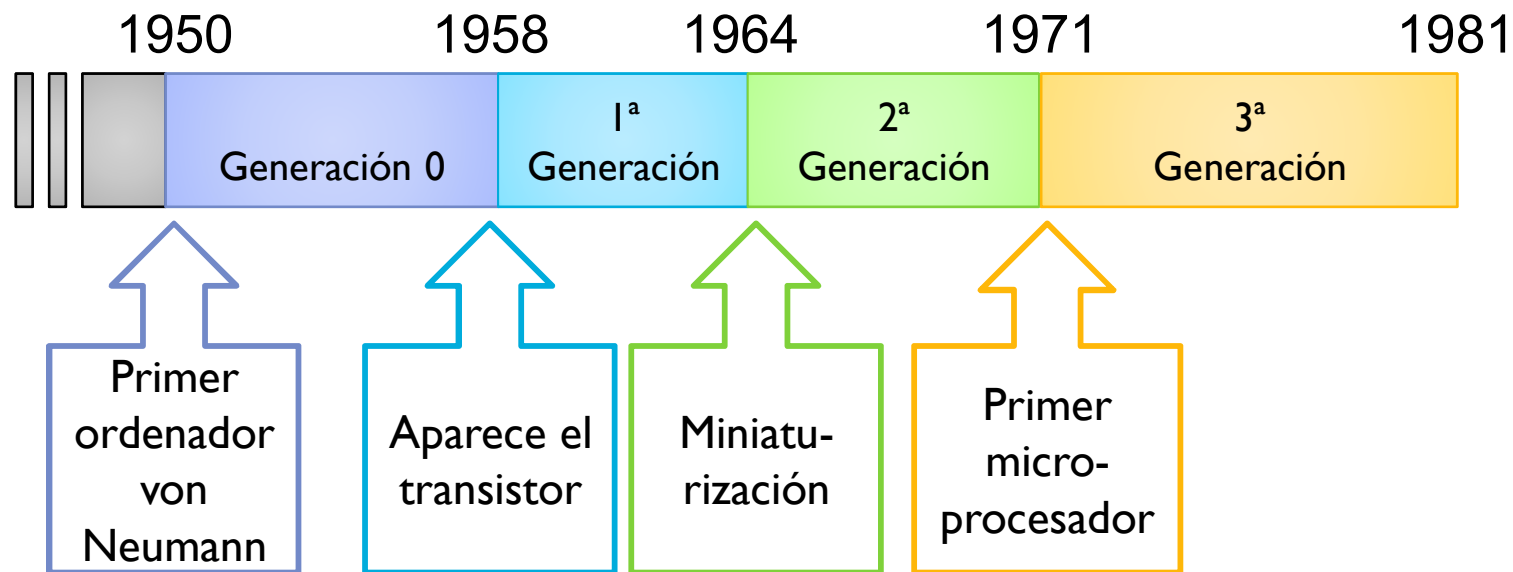 1950 1958 1964 1971 1981
Generación 0
1ª
Generación
2ª
Generación
3ª
Generación
Primer
ordenador
von
Neumann
Aparece el
transistor
Miniatu-
rización
Primer
micro-
procesador